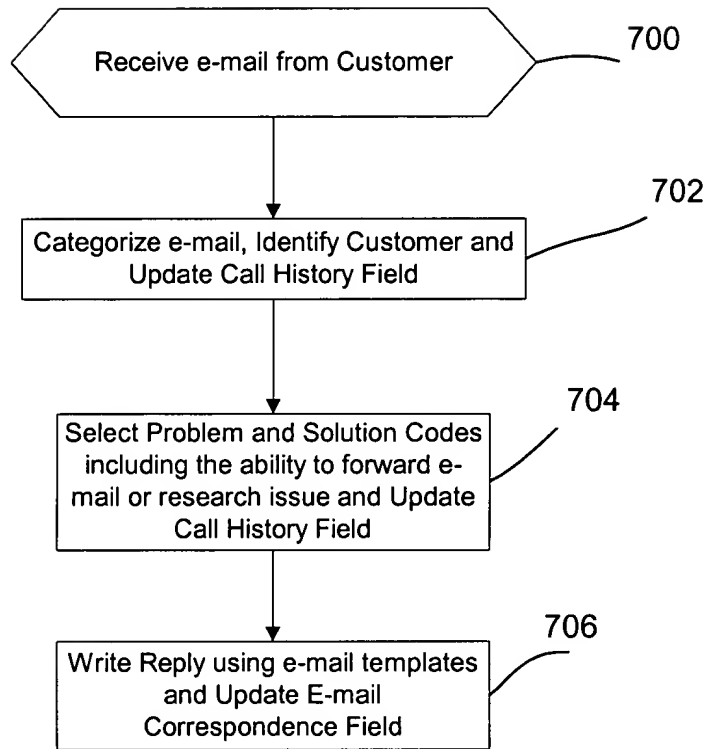 700
Receive e-mail from Customer
702
Categorize e-mail, Identify Customer and
Update Call History Field
704
Select Problem and Solution Codes
including the ability to forward e-
mail or research issue and Update
Call History Field
706
Write Reply using e-mail templates
and Update E-mail
Correspondence Field